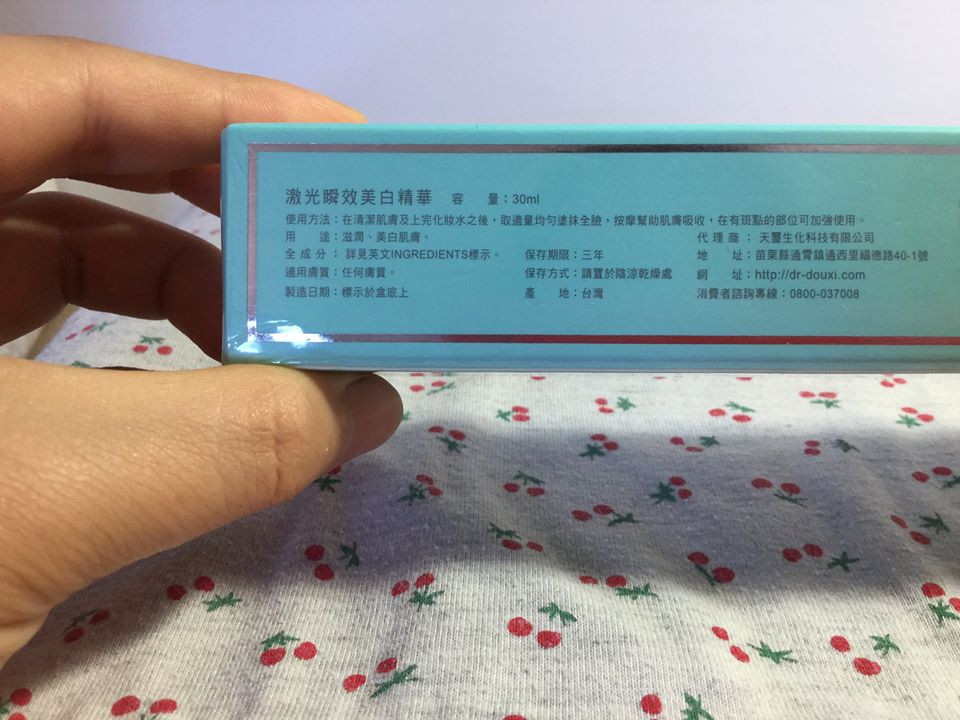 激光瞬效美白精華 容 量：30ml
使用方法：在清潔肌膚及上完化妝水之後，取適量均勻塗抹全臉，按摩幫助肌膚吸收，在有斑點的部位可加強使用。
用 途：滋潤、美白肌膚。 代 理 商 ： 天璽生化科技有限公司
全 成 分 ： 詳見英文INGREDIENTS標示。 保存期限：三年 地 址：苗栗縣通霄鎮通西里福德路40-1號
適用膚質：任何膚質。 保存方式：請置於陰涼乾燥處 網 址：http://dr-douxi.com
製造日期：標示於盒底上 產 地：台灣 消費者諮詢專線：0800-037008